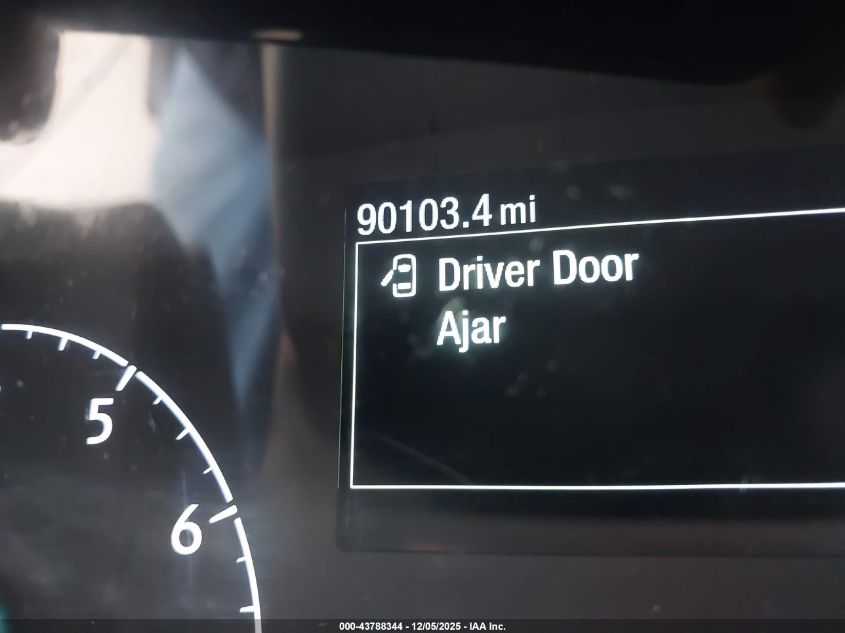 90103.4 mi
Driver Door
Ajar
5
6
000-43788344 - 12/05/2025 - IAA Inc.